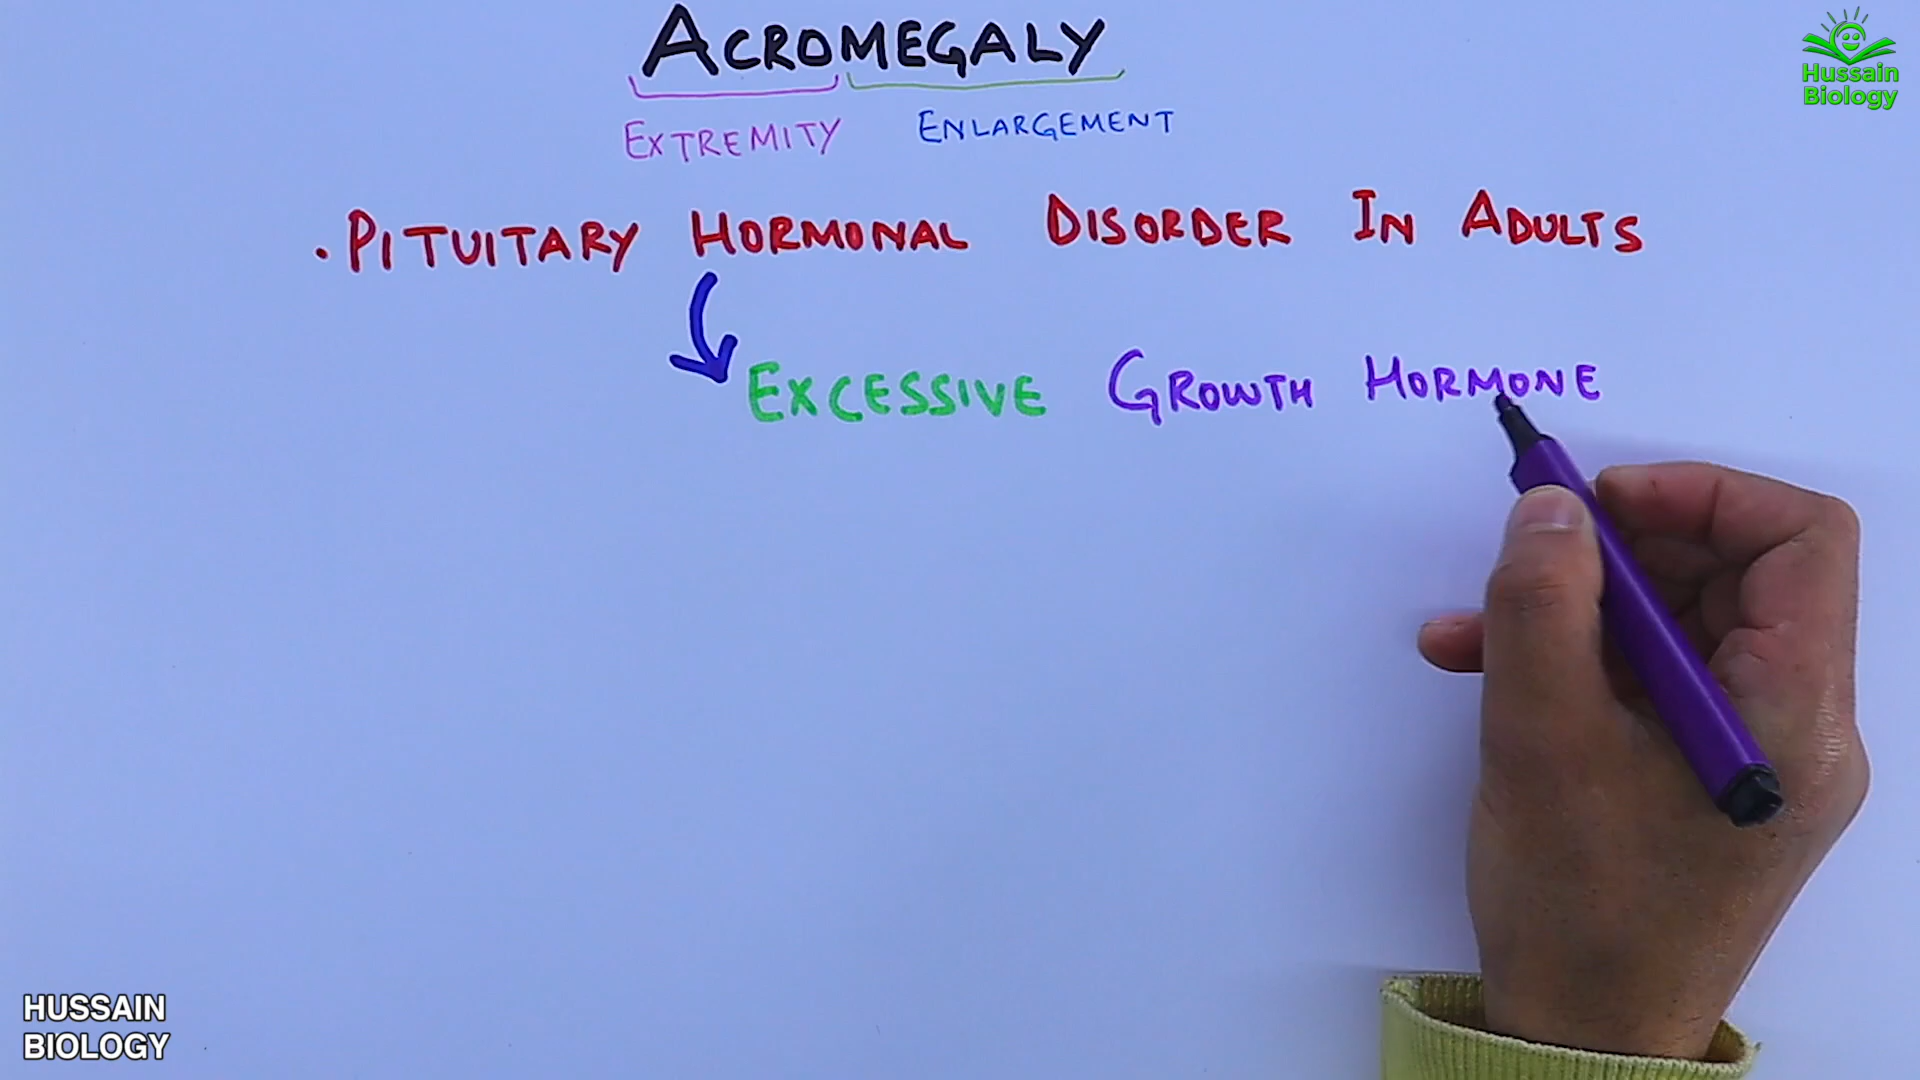 ACROMEGALY
EXTREMITY ENLARGEMENT
. PITUITARY HORMONAL DISORDER IN ADULTS
EXCESSIVE GROWTH HORMONE
Hussain
Biology
HUSSAIN
BIOLOGY